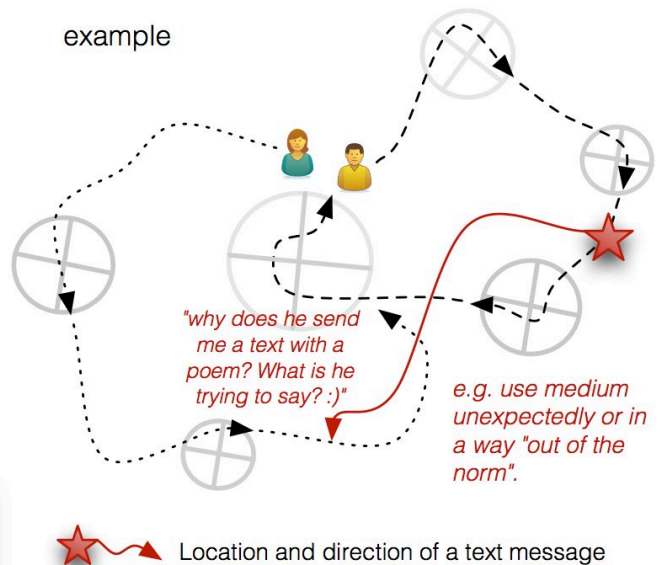 example
"why does he send
me a text with a
poem? What is he
trying to say? :)"
e.g. use medium
unexpectedly or in
a way "out of the
norm".
Location and direction of a text message